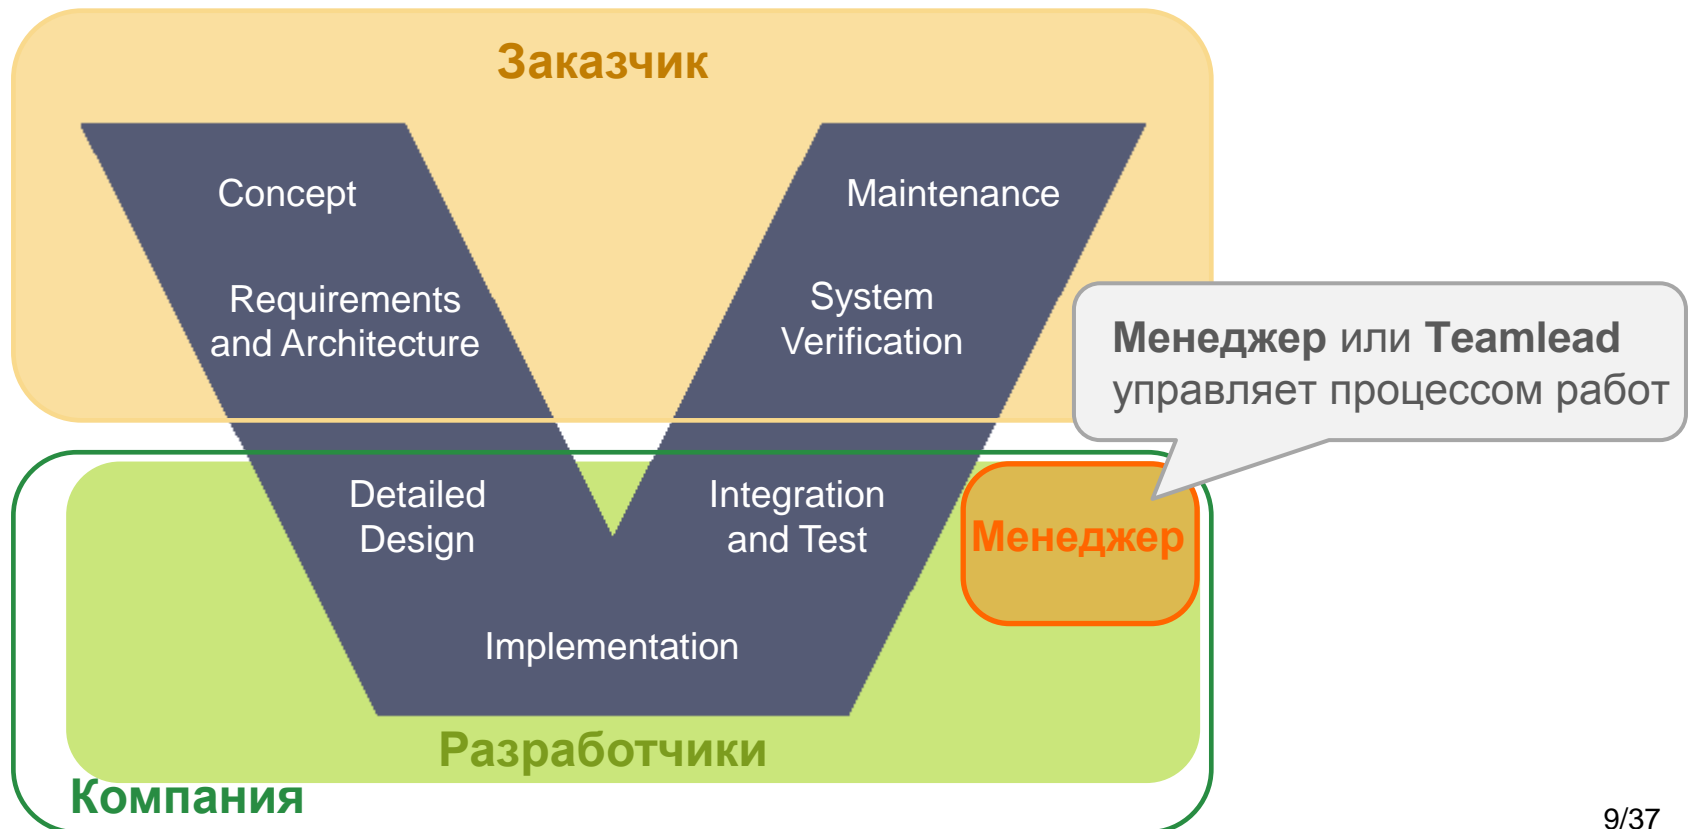 Заказчик
Concept
Maintenance
Requirements
and Architecture
System
Verification
Менеджер или Teamlead
управляет процессом работ
Detailed
Design
Integration
and Test
Менеджер
Implementation
Разработчики
Компания
9/37